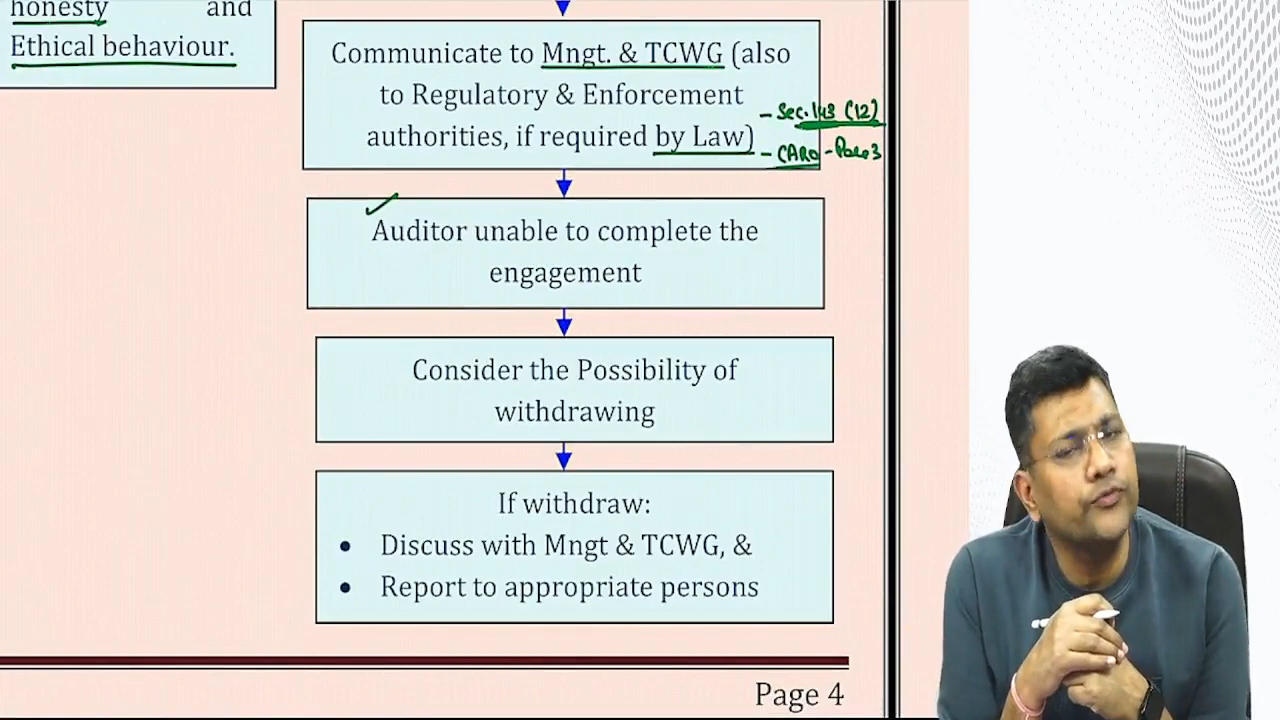 honesty and
Ethical behaviour.
Communicate to Mngt. & TCWG (also
to Regulatory & Enforcement
authorities, if required by Law)
- Sec. 143 (12)
- CARO - Para 3
Auditor unable to complete the
engagement
Consider the Possibility of
withdrawing
If withdraw:
• Discuss with Mngt & TCWG, &
• Report to appropriate persons
Page 4